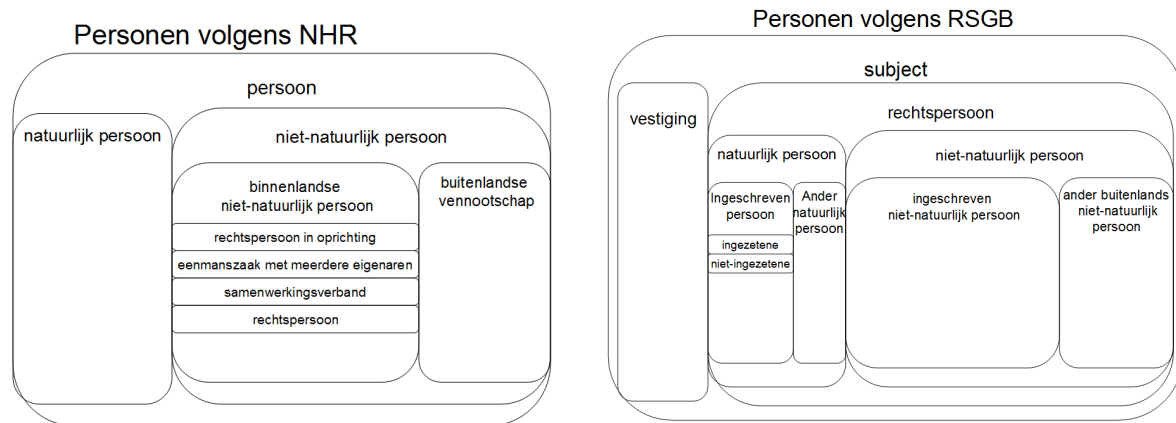 Personen volgens NHR
persoon
natuurlijk persoon
niet-natuurlijk persoon
binnenlandse
niet-natuurlijk persoon
rechtspersoon in oprichting
eenmanszaak met meerdere eigenaren
samenwerkingsverband
rechtspersoon
buitenlandse
vennootschap
Personen volgens RSGB
subject
vestiging
rechtspersoon
natuurlijk persoon
Ingeschreven
persoon
ingezetene
niet-ingezetene
Ander
natuurlijk
persoon
niet-natuurlijk persoon
ingeschreven
niet-natuurlijk persoon
ander buitenlands
niet-natuurlijk
persoon